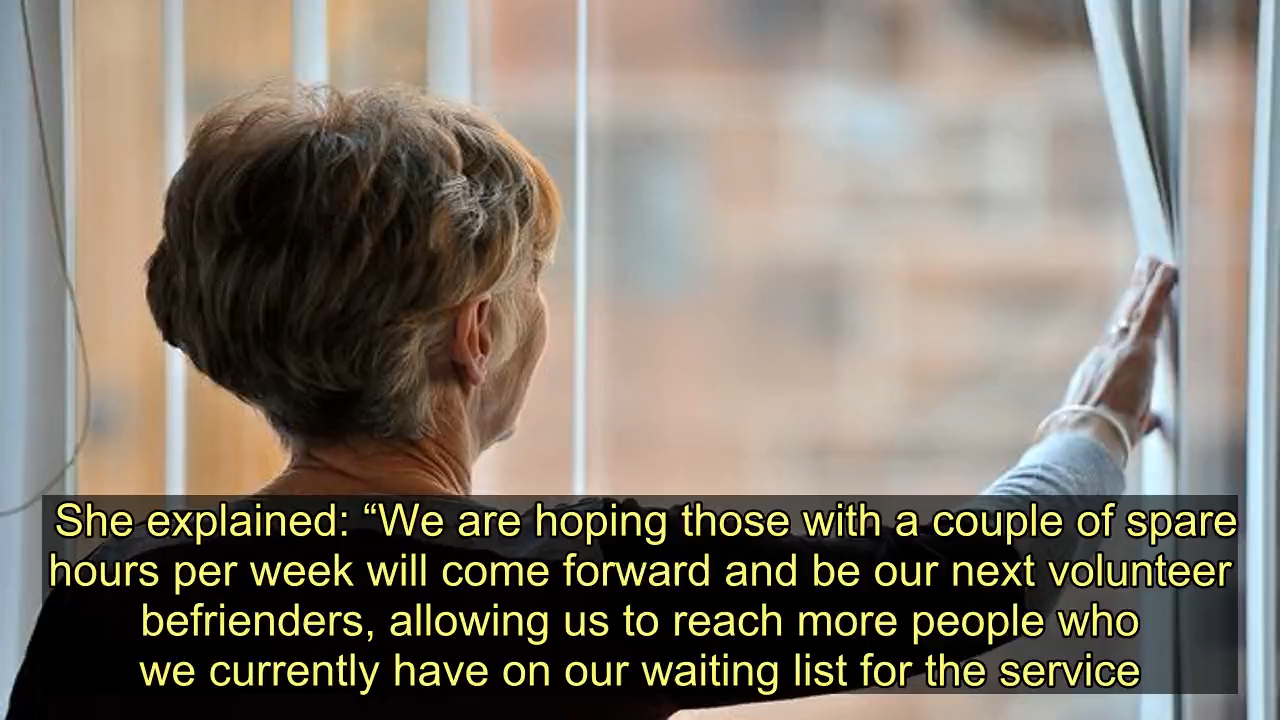 She explained: “We are hoping those with a couple of spare
hours per week will come forward and be our next volunteer
befrienders, allowing us to reach more people who
we currently have on our waiting list for the service